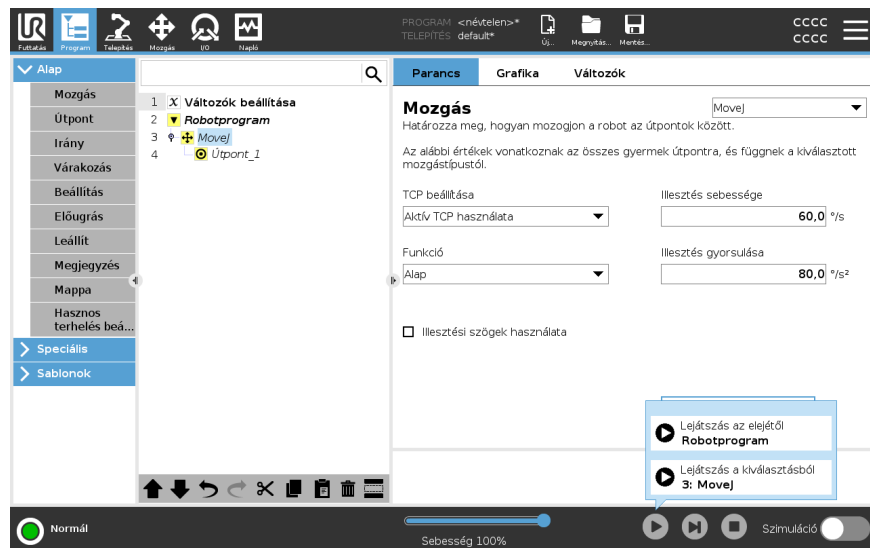 PROGRAM <névtelen>*
TELEPÍTÉS default*
Új...
Megnyitás...
Mentés...
CCCC
CCCC
Futtatás
Program
Telepítés
Mozgás
I/O
Napló
Alap
Mozgás
Útpont
Irány
Várakozás
Beállítás
Előugrás
Leállít
Megjegyzés
Mappa
Hasznos
terhelés beá...
Speciális
Sablonok
1 X Változók beállítása
2 Robotprogram
3 MoveJ
4 Útpont_1
Parancs Grafika Változók
Mozgás
MoveJ
Határozza meg, hogyan mozogjon a robot az útpontok között.
Az alábbi értékek vonatkoznak az összes gyermek útpontra, és függnek a kiválasztott
mozgástípustól.
TCP beállítása
Illesztés sebessége
Aktív TCP használata
60,0 °/s
Funkció
Illesztés gyorsulása
Alap
80,0 °/s²
Illesztési szögek használata
Lejátszás az elejétől
Robotprogram
Lejátszás a kiválasztásból
3: MoveJ
Normál
Sebesség 100%
Szimuláció